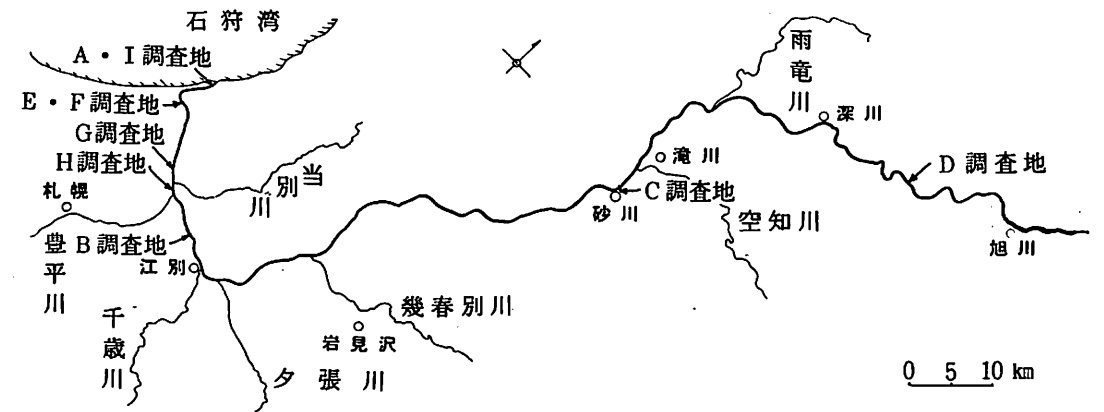 石狩湾
A・I調査地
E・F調査地
G調査地
H調査地
札幌
豊平川
B調査地
江別
千歳川
夕張川
当別川
幾春別川
岩見沢
雨竜川
深川
滝川
C調査地
砂川
空知川
D調査地
旭川
0 5 10 km